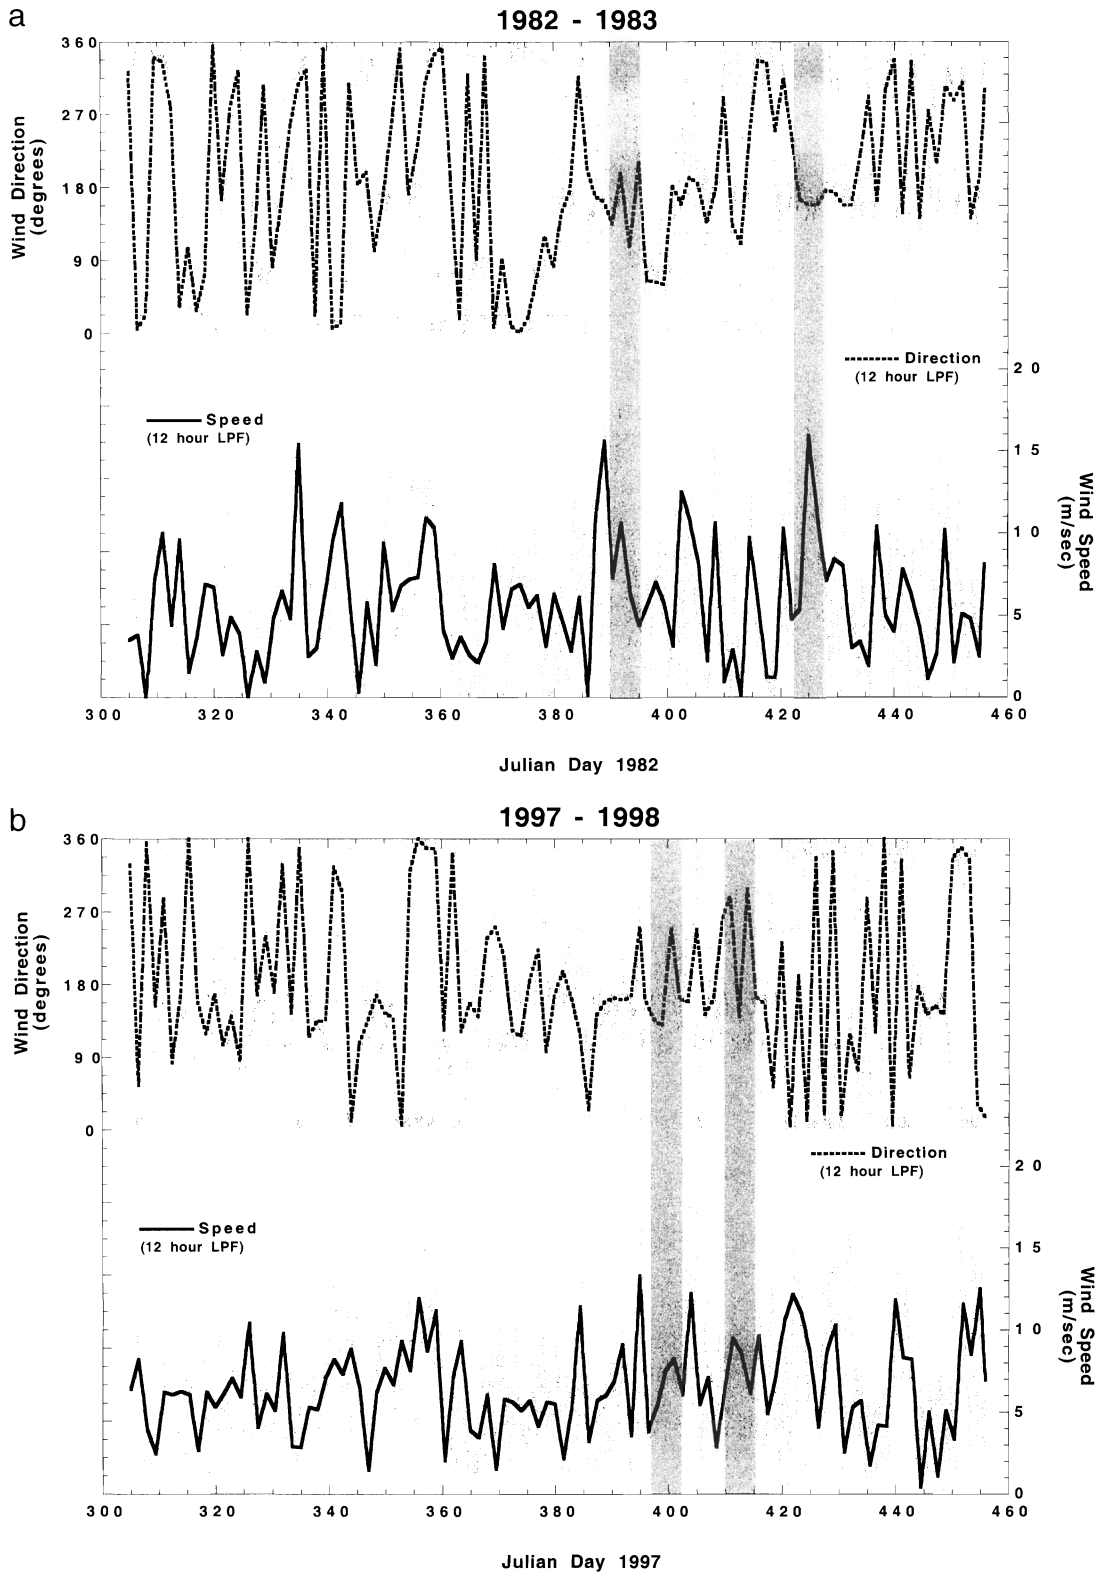 a
1982 - 1983
360
270
180
90
0
Wind Direction
(degrees)
Direction
(12 hour LPF)
Speed
(12 hour LPF)
20
15
10
5
0
Wind Speed
(m/sec)
300 320 340 360 380 400 420 440 460
Julian Day 1982
b
1997 - 1998
360
270
180
90
0
Wind Direction
(degrees)
Direction
(12 hour LPF)
Speed
(12 hour LPF)
20
15
10
5
0
Wind Speed
(m/sec)
300 320 340 360 380 400 420 440 460
Julian Day 1997